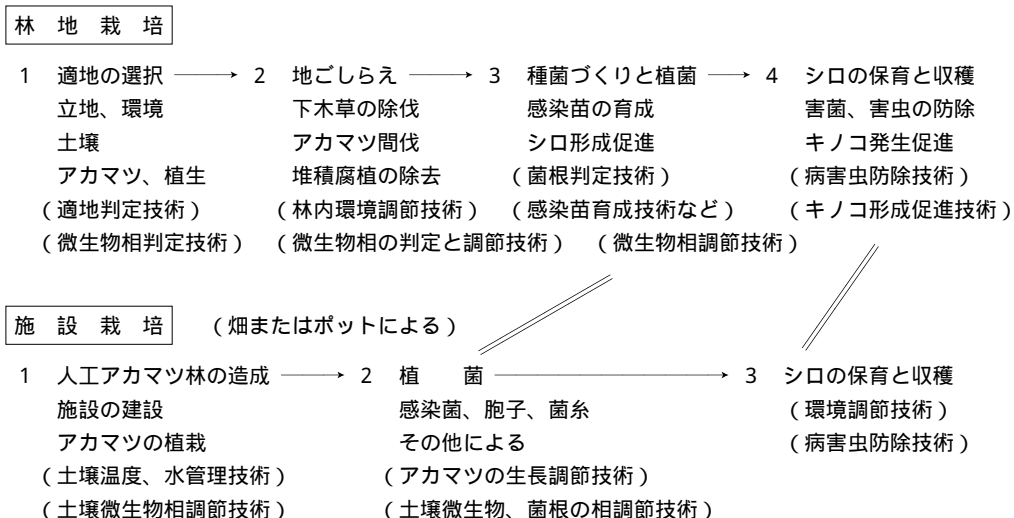 林 地 栽 培
1 適地の選択 → 2 地ごしらえ → 3 種菌づくりと植菌 → 4 シロの保育と収穫
立地、環境 下木草の除伐 感染苗の育成 害菌、害虫の防除
土壌 アカマツ間伐 シロ形成促進 キノコ発生促進
アカマツ、植生 堆積腐植の除去 (菌根判定技術) (病害虫防除技術)
(適地判定技術) (林内環境調節技術) (感染苗育成技術など) (キノコ形成促進技術)
(微生物相判定技術) (微生物相の判定と調節技術) (微生物相調節技術)
施 設 栽 培 (畑またはポットによる)
1 人工アカマツ林の造成 → 2 植 菌 → 3 シロの保育と収穫
施設の建設 感染菌、胞子、菌糸 (環境調節技術)
アカマツの植栽 その他による (病害虫防除技術)
(土壌温度、水管理技術) (アカマツの生長調節技術)
(土壌微生物相調節技術) (土壌微生物、菌根の相調節技術)